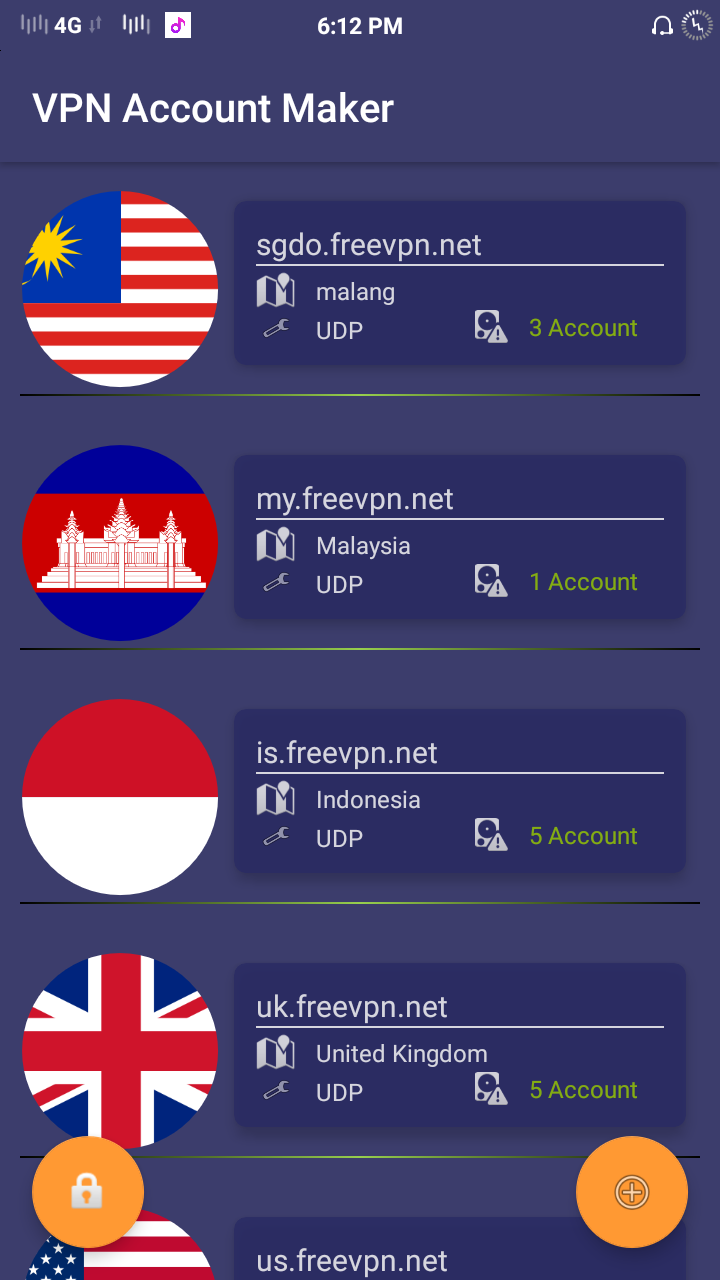 4G 6:12 PM
VPN Account Maker
sgdo.freevpn.net
malang
UDP 3 Account
my.freevpn.net
Malaysia
UDP 1 Account
is.freevpn.net
Indonesia
UDP 5 Account
uk.freevpn.net
United Kingdom
UDP 5 Account
us.freevpn.net